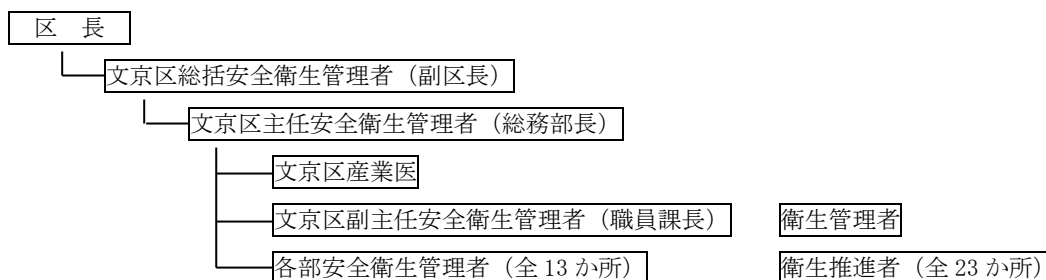 区　長
文京区総括安全衛生管理者（副区長）
文京区主任安全衛生管理者（総務部長）
文京区産業医
文京区副主任安全衛生管理者（職員課長）　衛生管理者
各部安全衛生管理者（全 13 か所）　衛生推進者（全 23 か所）